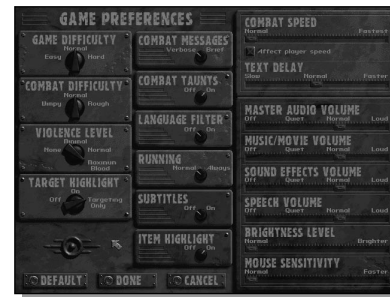 GAME PREFERENCES
GAME DIFFICULTY
Normal
Easy Hard
COMBAT DIFFICULTY
Normal
Wimpy Rough
VIOLENCE LEVEL
Minimal
None Normal
Maximum
Blood
TARGET HIGHLIGHT
On
Off Targeting
Only
COMBAT MESSAGES
Verbose Brief
COMBAT TAUNTS
Off On
LANGUAGE FILTER
Off On
RUNNING
Normal Always
SUBTITLES
Off On
ITEM HIGHLIGHT
Off On
COMBAT SPEED
Normal Fastest
Affect player speed
TEXT DELAY
Slow Normal Faster
MASTER AUDIO VOLUME
Off Quiet Normal Loud
MUSIC/MOVIE VOLUME
Off Quiet Normal Loud
SOUND EFFECTS VOLUME
Off Quiet Normal Loud
SPEECH VOLUME
Off Quiet Normal Loud
BRIGHTNESS LEVEL
Normal Brighter
MOUSE SENSITIVITY
Normal Faster
DEFAULT DONE CANCEL